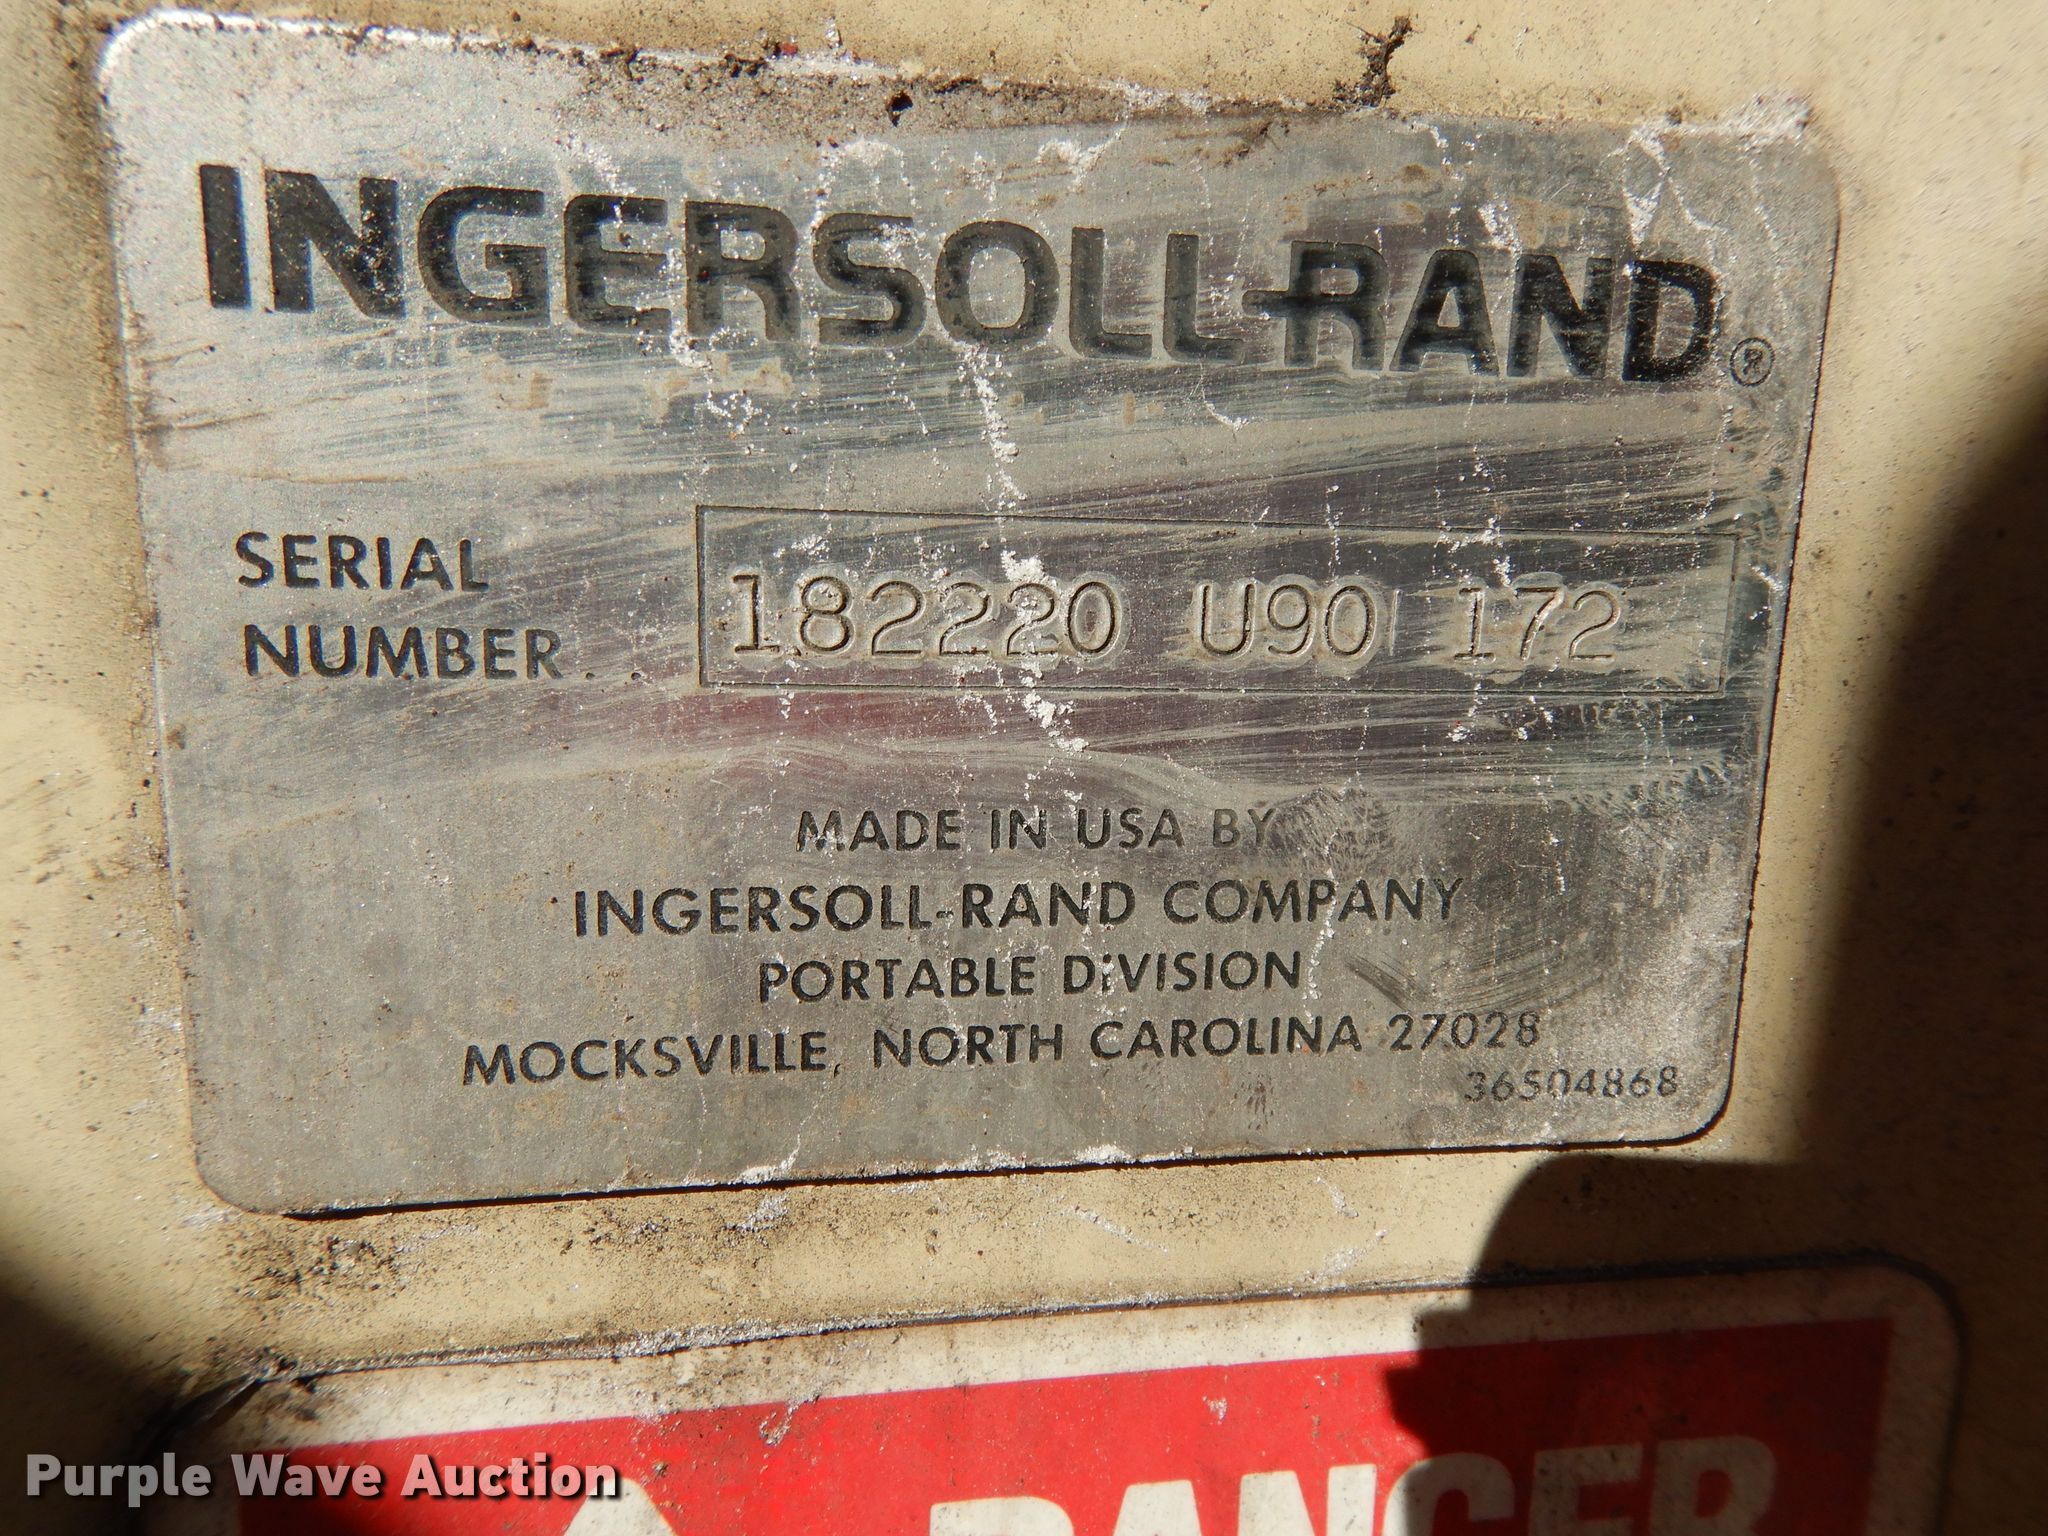 INGERSOLL-RAND®
SERIAL
NUMBER.. 182220 U90 172
MADE IN USA BY
INGERSOLL-RAND COMPANY
PORTABLE DIVISION
MOCKSVILLE, NORTH CAROLINA 27028
36504868
DANGER
Purple Wave Auction